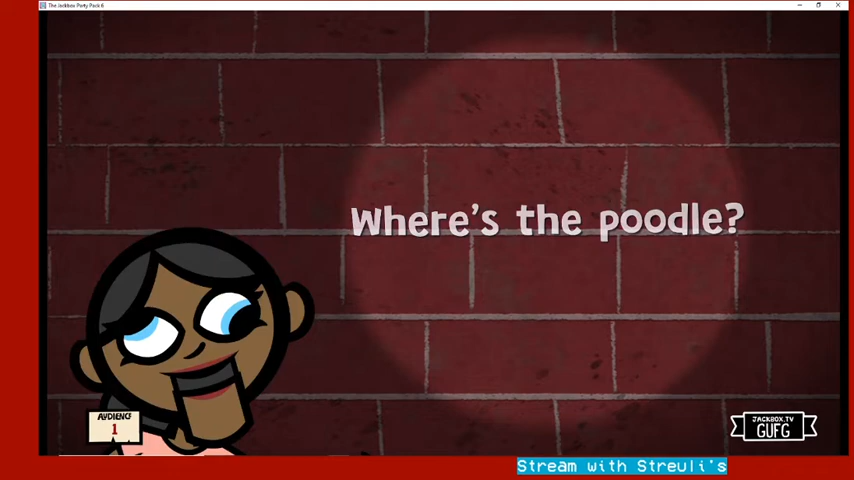 The Jackbox Party Pack 6
Where's the poodle?
AUDIENCE
1
JACKBOX.TV
GUFG
Stream with Streuli's